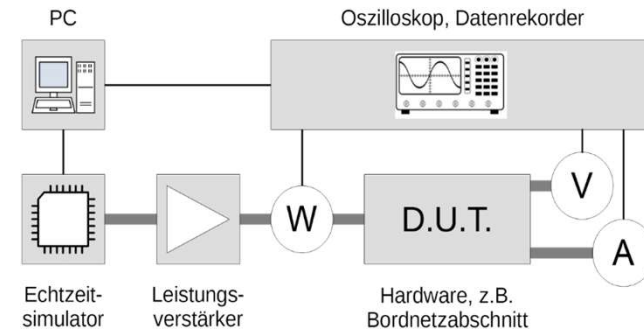 PC
Oszilloskop, Datenrekorder
W
D.U.T.
V
A
Echtzeit-
simulator
Leistungs-
verstärker
Hardware, z.B.
Bordnetzabschnitt